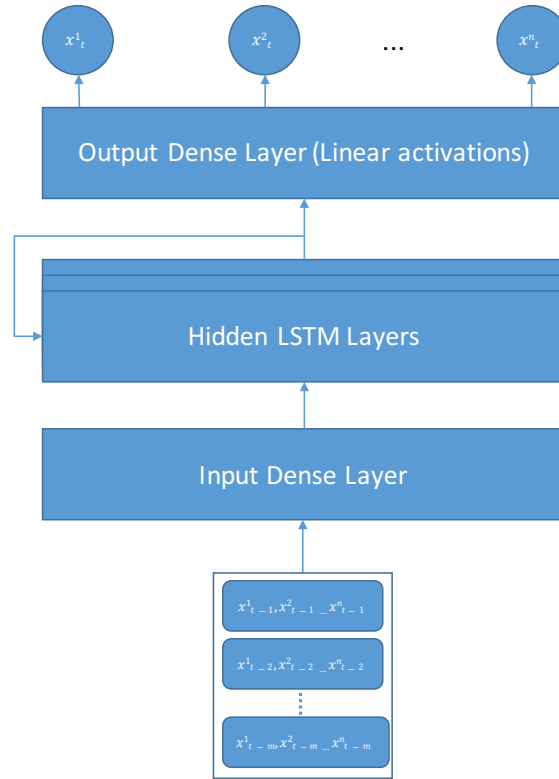 x¹ₜ x²ₜ ... xⁿₜ
Output Dense Layer (Linear activations)
Hidden LSTM Layers
Input Dense Layer
x¹ₜ₋₁, x²ₜ₋₁ ... xⁿₜ₋₁
x¹ₜ₋₂, x²ₜ₋₂ ... xⁿₜ₋₂
x¹ₜ₋ₘ, x²ₜ₋ₘ ... xⁿₜ₋ₘ